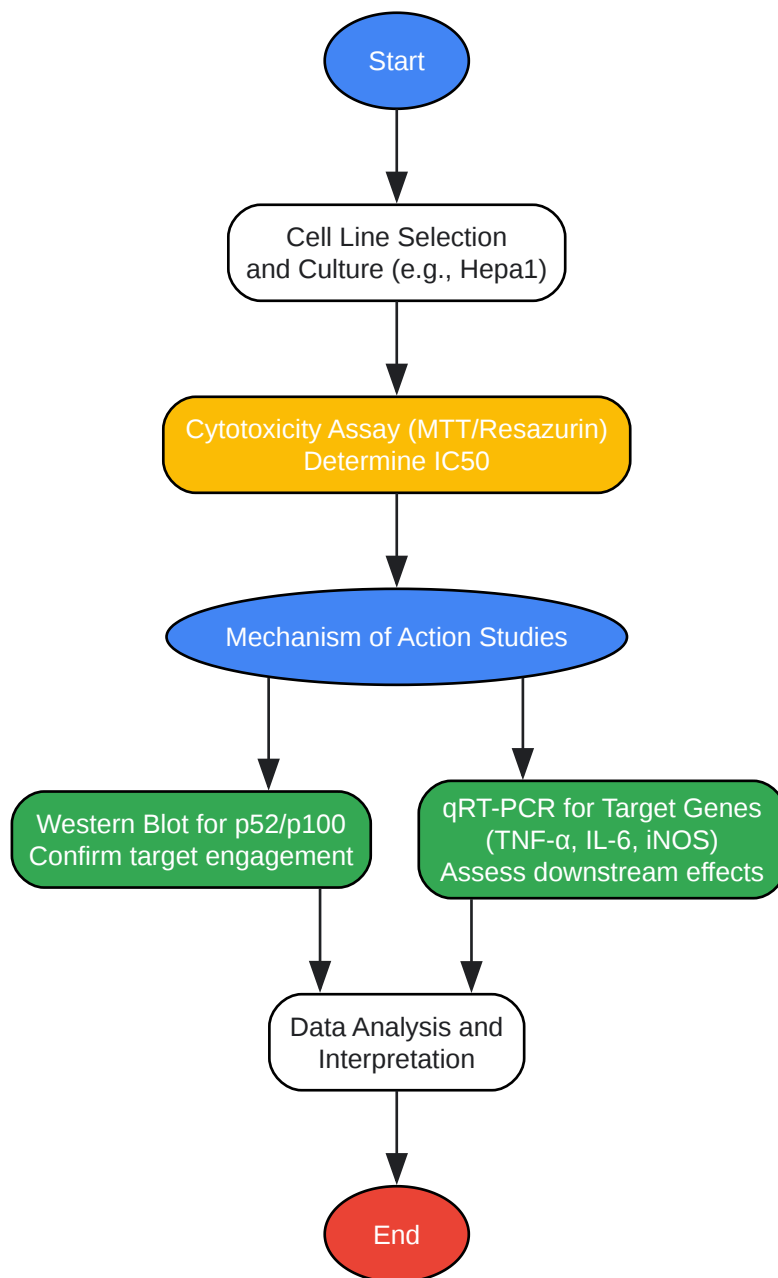 Start
Cell Line Selection
and Culture (e.g., Hepa1)
Cytotoxicity Assay (MTT/Resazurin)
Determine IC50
Mechanism of Action Studies
Western Blot for p52/p100
Confirm target engagement
qRT-PCR for Target Genes
(TNF-α, IL-6, iNOS)
Assess downstream effects
Data Analysis and
Interpretation
End